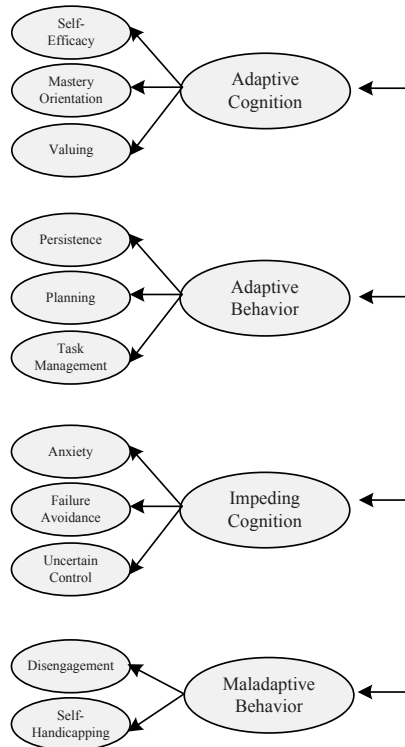 Self-
Efficacy
Mastery
Orientation
Valuing
Adaptive
Cognition
Persistence
Planning
Task
Management
Adaptive
Behavior
Anxiety
Failure
Avoidance
Uncertain
Control
Impeding
Cognition
Disengagement
Self-
Handicapping
Maladaptive
Behavior